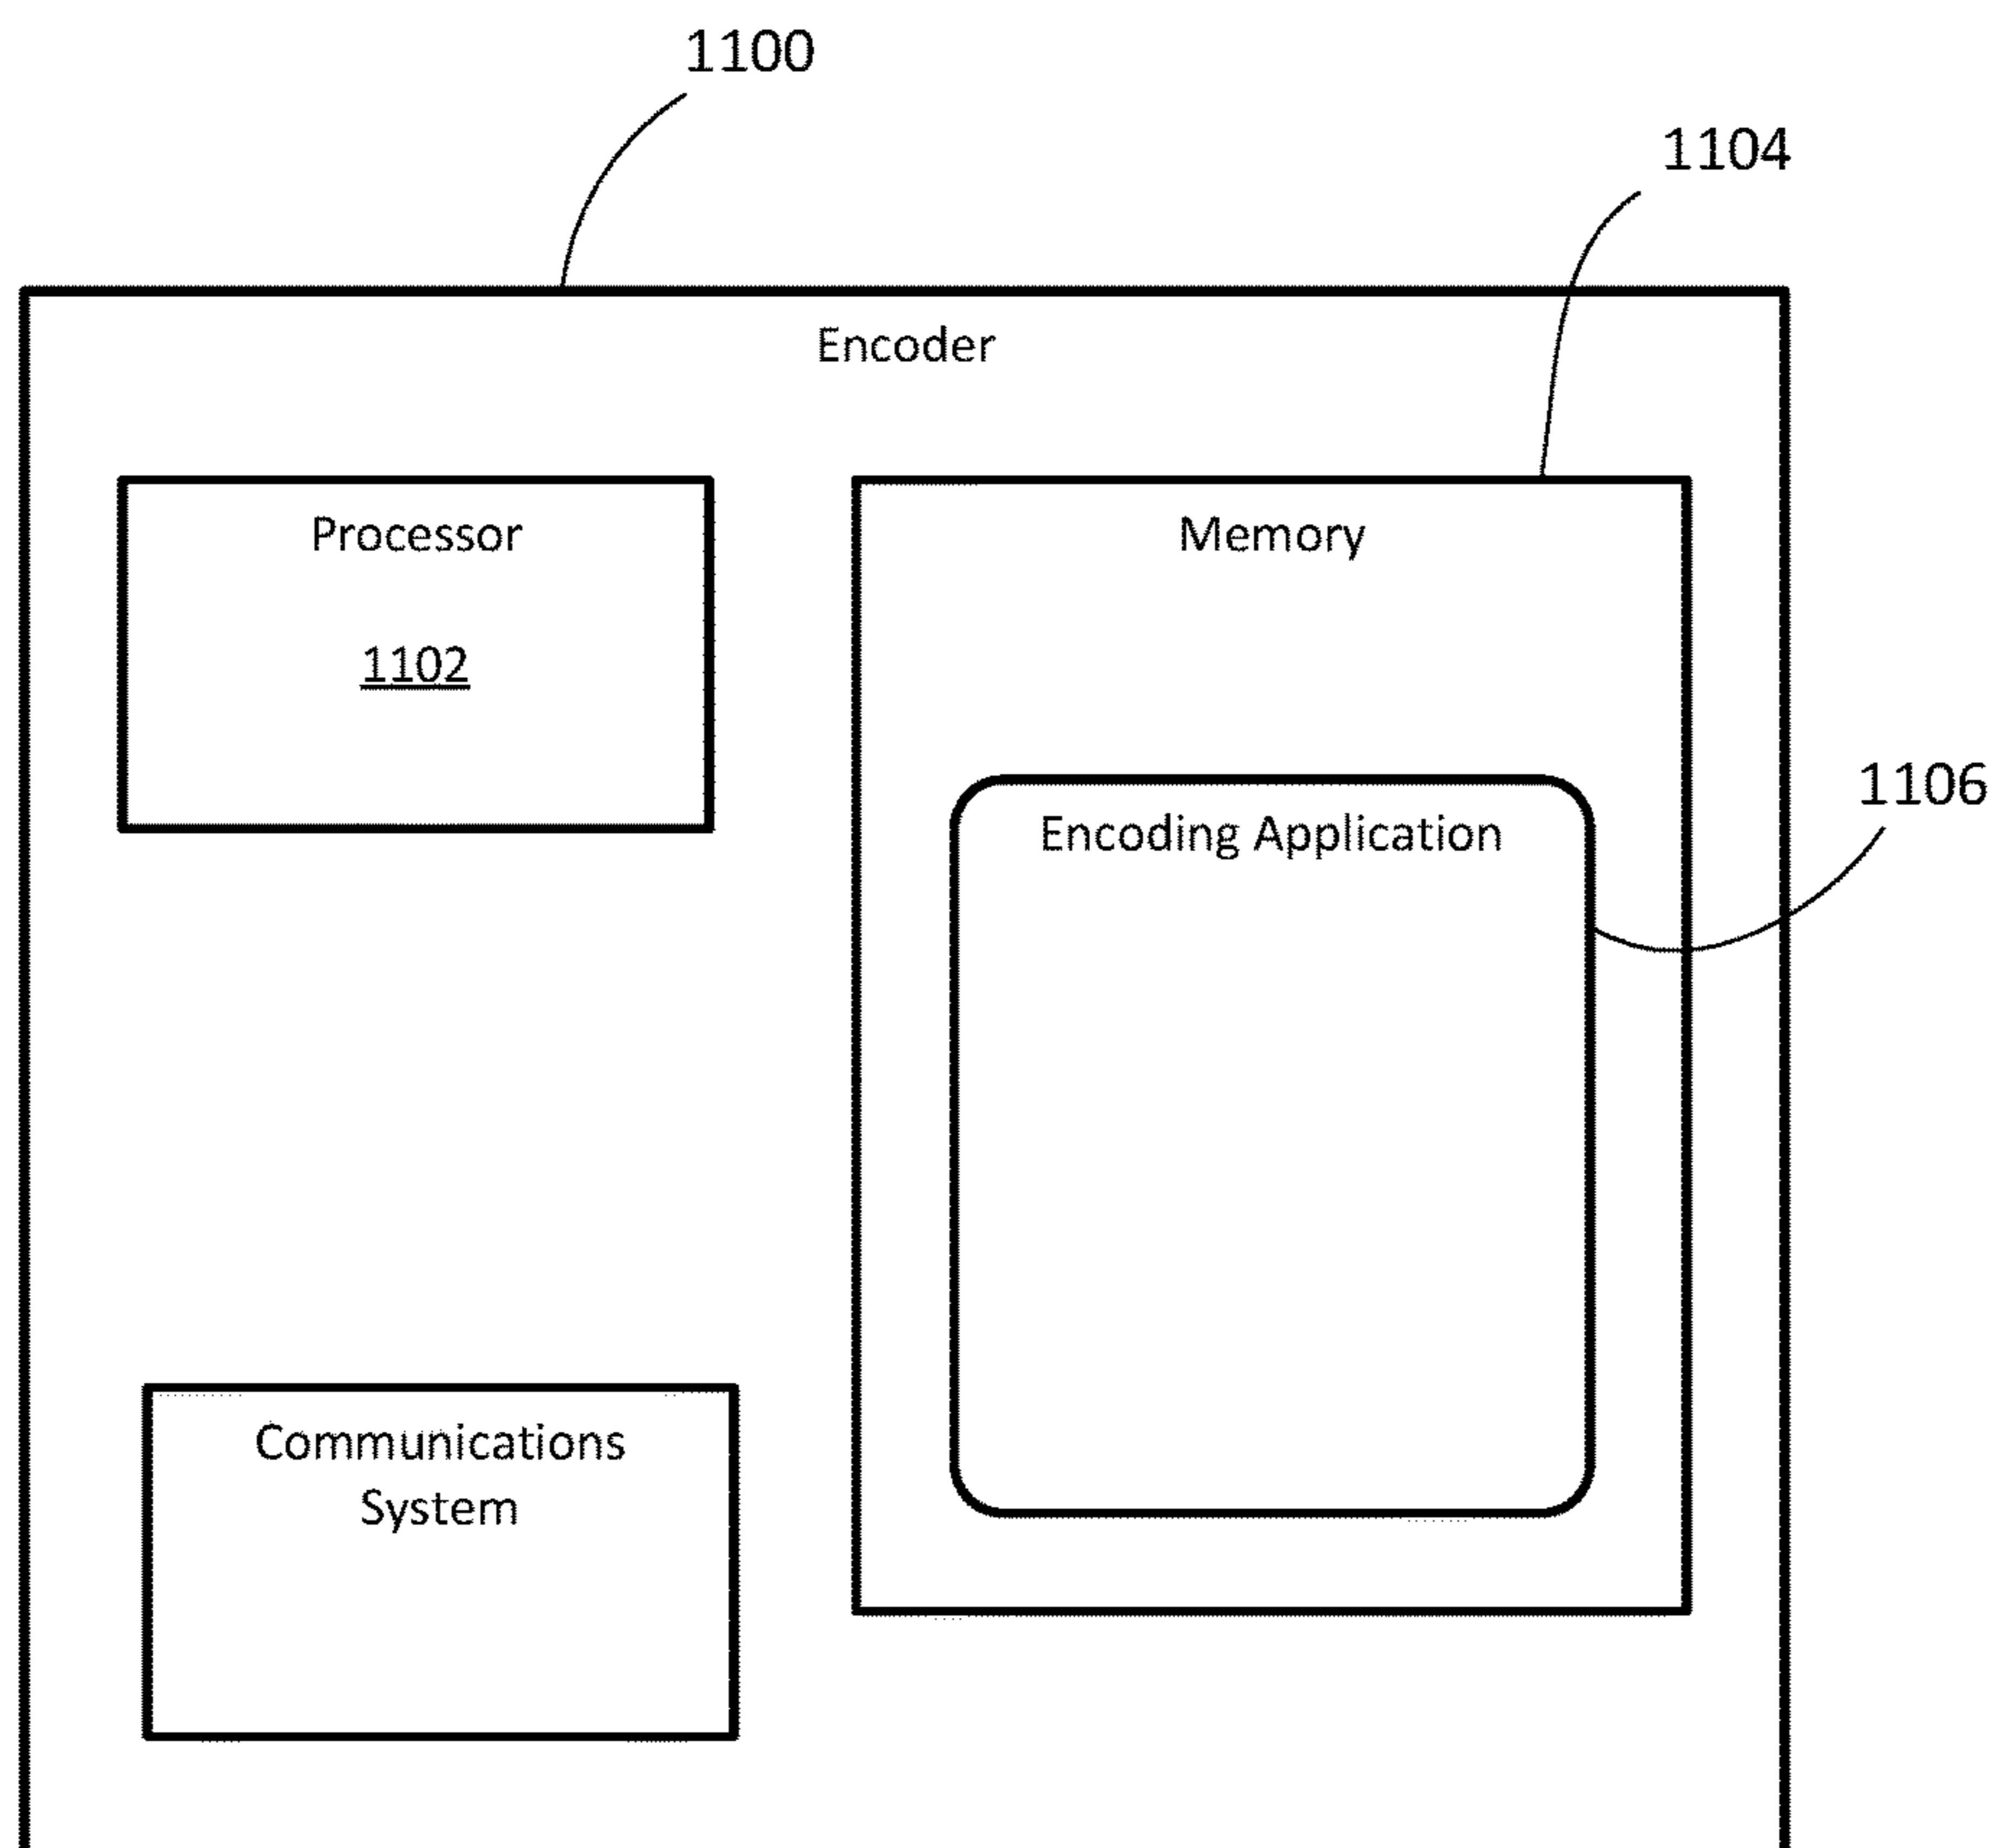 1100
1104
Encoder
Processor
1102
Memory
1106
Encoding Application
Communications
System